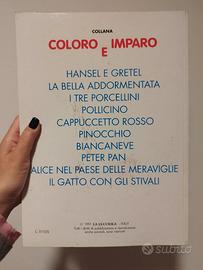 COLLANA
COLORO E IMPARO
HANSEL E GRETEL
LA BELLA ADDORMENTATA
I TRE PORCELLINI
POLLICINO
CAPPUCCETTO ROSSO
PINOCCHIO
BIANCANEVE
PETER PAN
ALICE NEL PAESE DELLE MERAVIGLIE
IL GATTO CON GLI STIVALI
subito